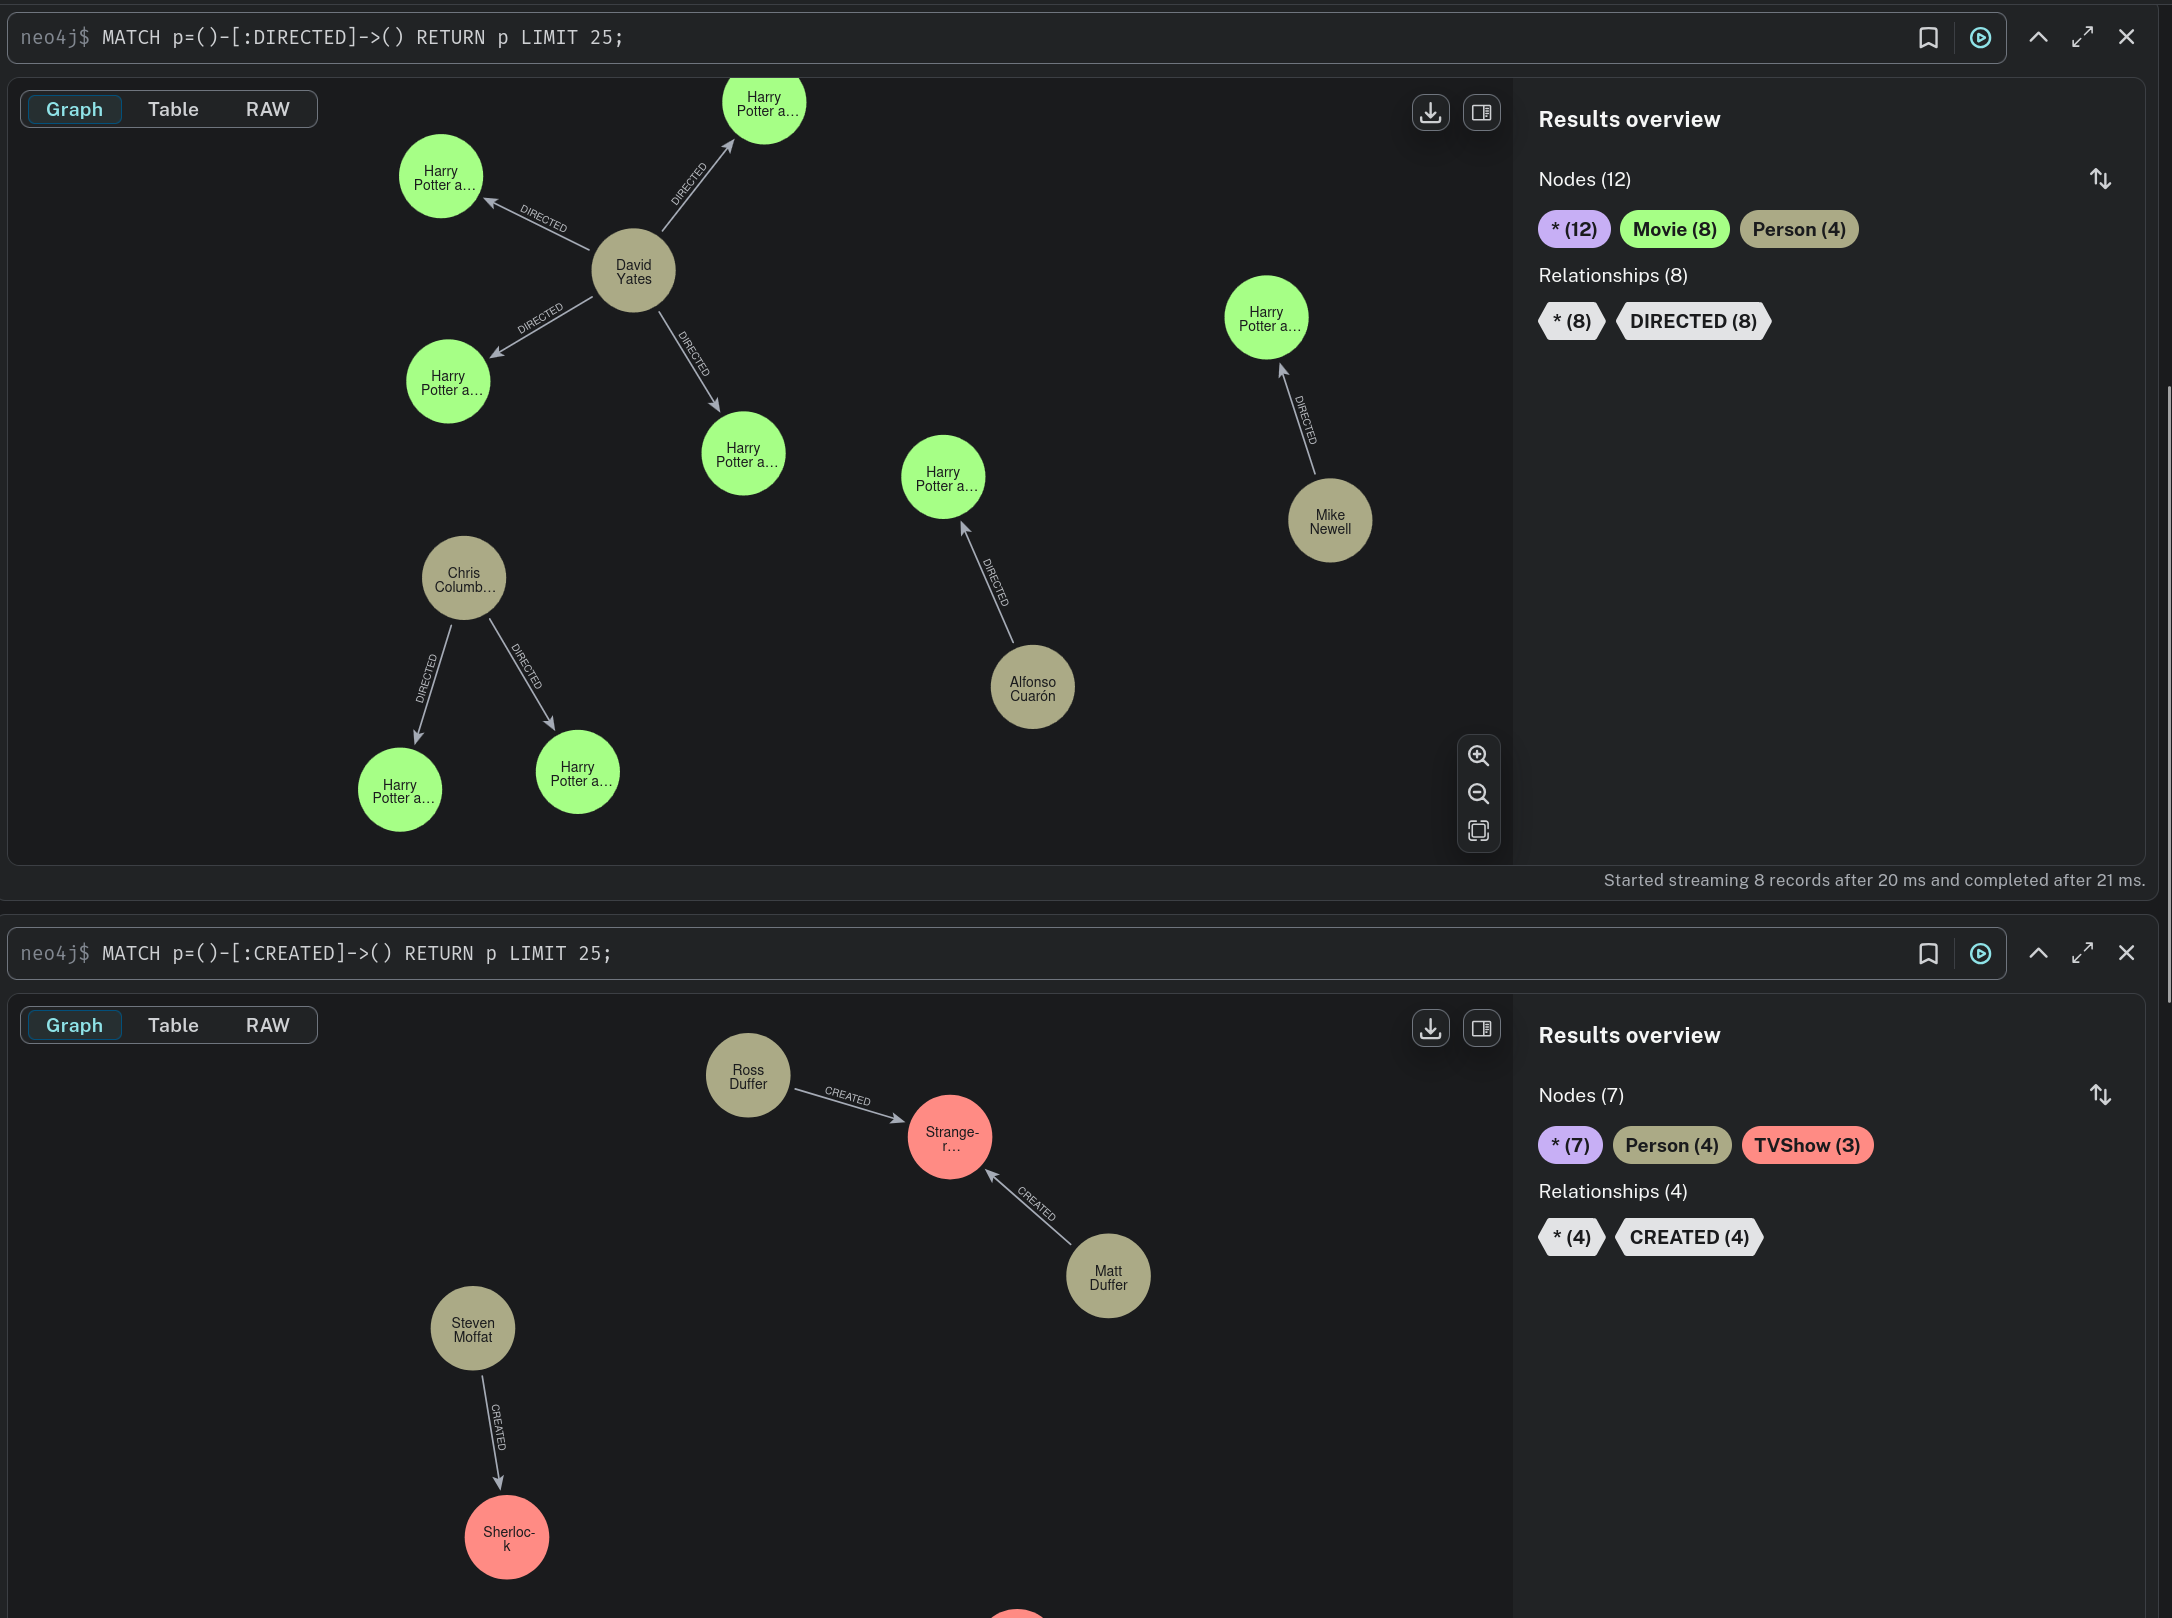 neo4j$ MATCH p=()-[:DIRECTED]->() RETURN p LIMIT 25;
Graph Table RAW
Results overview
Nodes (12)
* (12) Movie (8) Person (4)
Relationships (8)
* (8) DIRECTED (8)
Harry
Potter a…
Harry
Potter a…
DIRECTED
DIRECTED
David
Yates
DIRECTED
DIRECTED
Harry
Potter a…
Harry
Potter a…
Harry
Potter a…
DIRECTED
Mike
Newell
Harry
Potter a…
DIRECTED
Alfonso
Cuarón
Chris
Columb…
DIRECTED
DIRECTED
Harry
Potter a…
Harry
Potter a…
Started streaming 8 records after 20 ms and completed after 21 ms.
neo4j$ MATCH p=()-[:CREATED]->() RETURN p LIMIT 25;
Graph Table RAW
Results overview
Nodes (7)
* (7) Person (4) TVShow (3)
Relationships (4)
* (4) CREATED (4)
Ross
Duffer
CREATED
Strange-
r…
CREATED
Matt
Duffer
Steven
Moffat
CREATED
Sherloc-
k